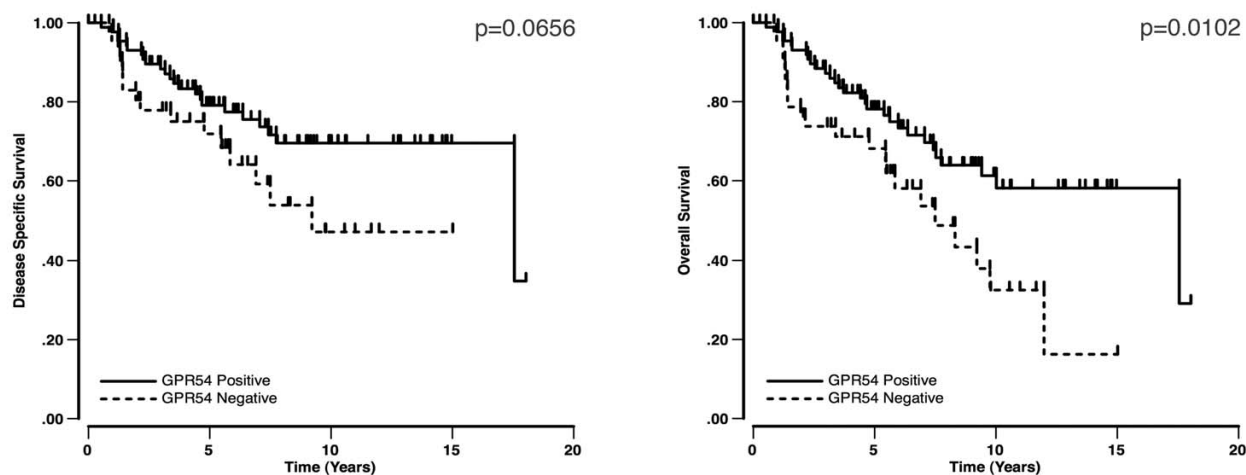 p=0.0656
1.00
.80
.60
.40
.20
.00
Disease Specific Survival
GPR54 Positive
GPR54 Negative
0 5 10 15 20
Time (Years)
p=0.0102
1.00
.80
.60
.40
.20
.00
Overall Survival
GPR54 Positive
GPR54 Negative
0 5 10 15 20
Time (Years)